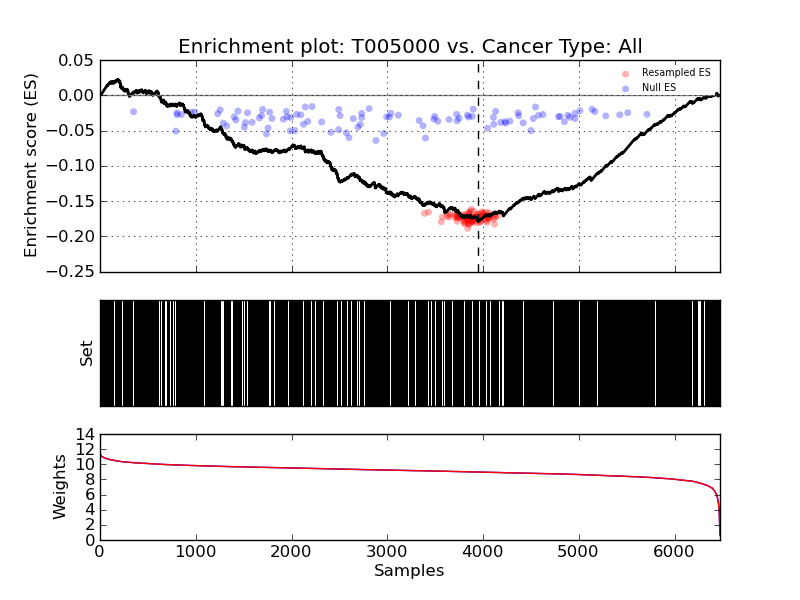 Enrichment plot: T005000 vs. Cancer Type: All
Enrichment score (ES)
0.05
0.00
−0.05
−0.10
−0.15
−0.20
−0.25
Resampled ES
Null ES
Set
Weights
14
12
10
8
6
4
2
0
0 1000 2000 3000 4000 5000 6000
Samples